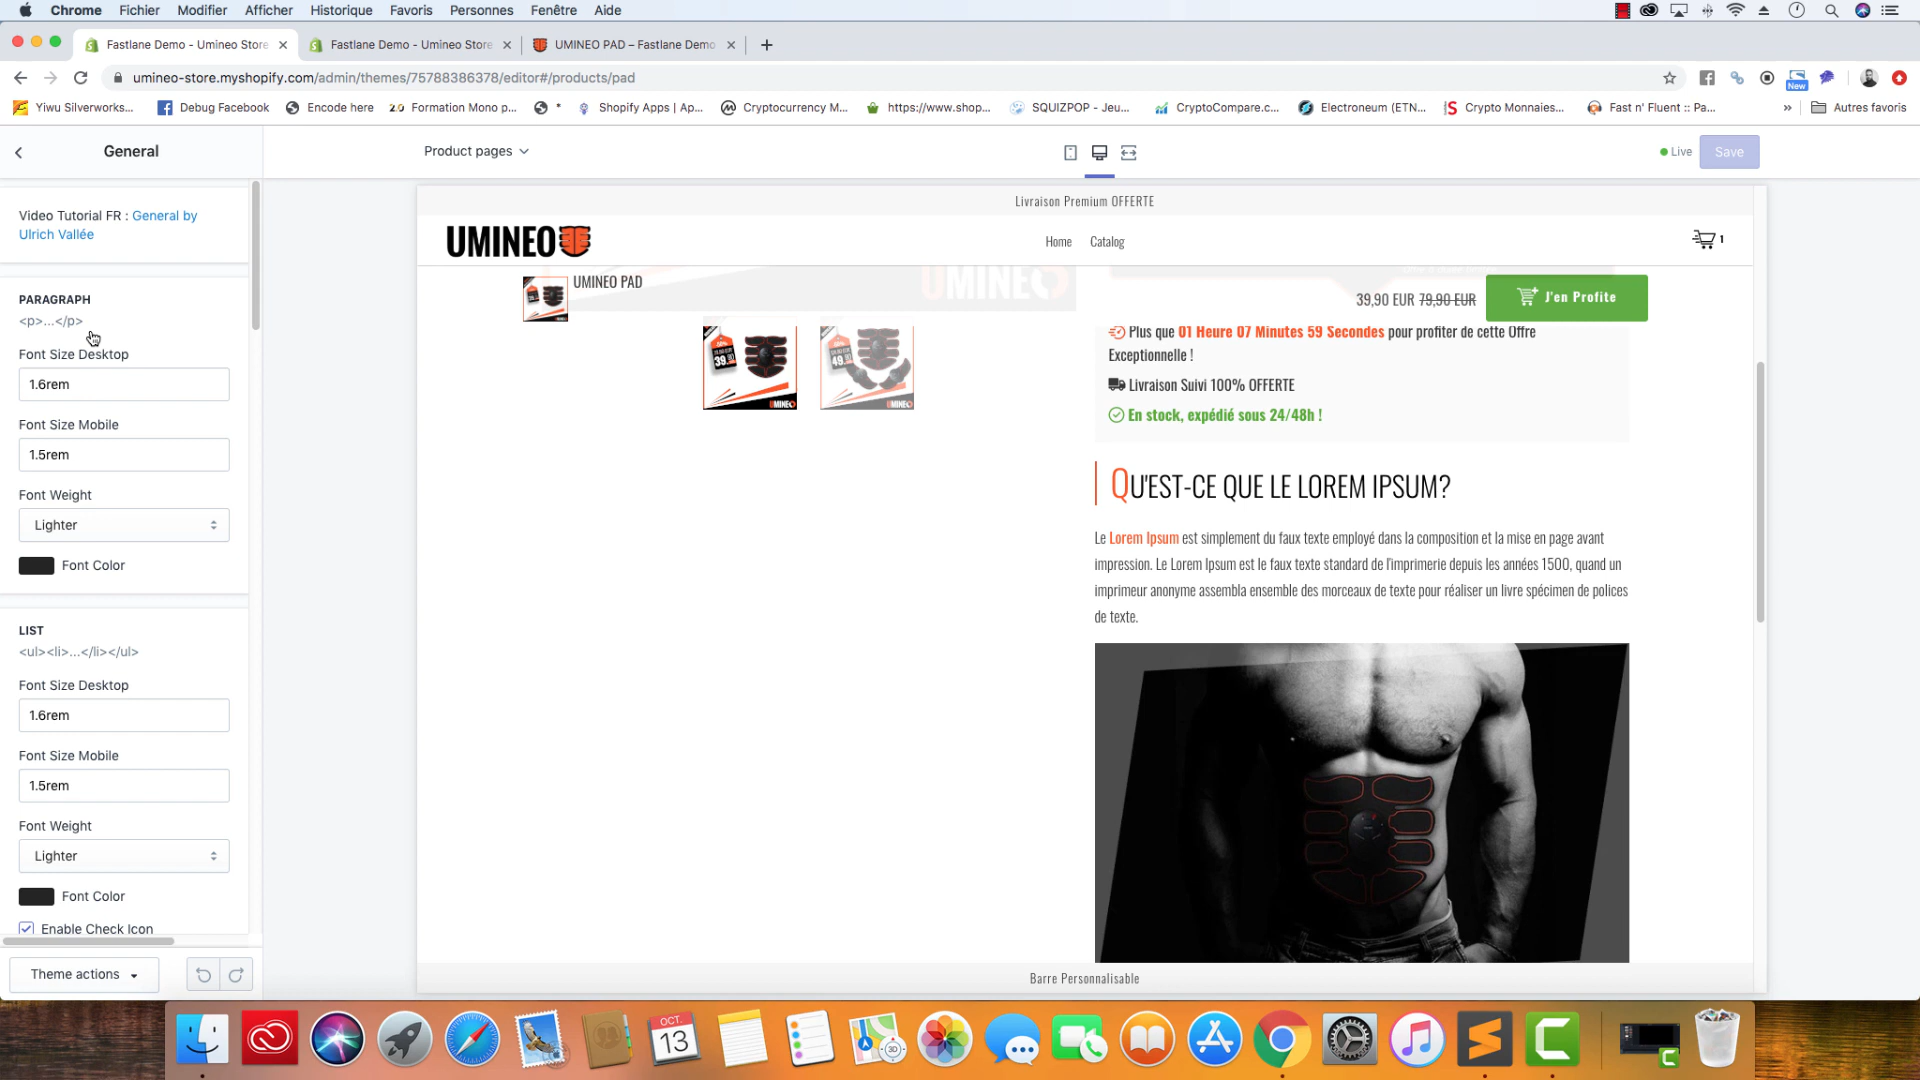 Chrome Fichier Modifier Afficher Historique Favoris Personnes Fenêtre Aide
Fastlane Demo - Umineo Store
Fastlane Demo - Umineo Store
UMINEO PAD – Fastlane Demo
umineo-store.myshopify.com/admin/themes/75788386378/editor#/products/pad
New
Yiwu Silverworks...
Debug Facebook
Encode here
2.0 Formation Mono p...
*
Shopify Apps | Ap...
Cryptocurrency M...
https://www.shop...
SQUIZPOP - Jeu...
CryptoCompare.c...
Electroneum (ETN...
Crypto Monnaies...
Fast n' Fluent :: Pa...
»
Autres favoris
General
Product pages
Live
Save
Video Tutorial FR : General by
Ulrich Vallée
PARAGRAPH
<p>...</p>
Font Size Desktop
1.6rem
Font Size Mobile
1.5rem
Font Weight
Lighter
Font Color
LIST
<ul><li>...</li></ul>
Font Size Desktop
1.6rem
Font Size Mobile
1.5rem
Font Weight
Lighter
Font Color
Enable Check Icon
Theme actions
Livraison Premium OFFERTE
UMINEO
Home
Catalog
1
UMINEO PAD
UMINEO
39,90 EUR 79,90 EUR
J'en Profite
39.90
UMINEO
49.90
UMINEO
Plus que 01 Heure 07 Minutes 59 Secondes pour profiter de cette Offre
Exceptionnelle !
Livraison Suivi 100% OFFERTE
En stock, expédié sous 24/48h !
QU'EST-CE QUE LE LOREM IPSUM?
Le Lorem Ipsum est simplement du faux texte employé dans la composition et la mise en page avant
impression. Le Lorem Ipsum est le faux texte standard de l'imprimerie depuis les années 1500, quand un
imprimeur anonyme assembla ensemble des morceaux de texte pour réaliser un livre spécimen de polices
de texte.
Barre Personnalisable
OCT.
13
3D